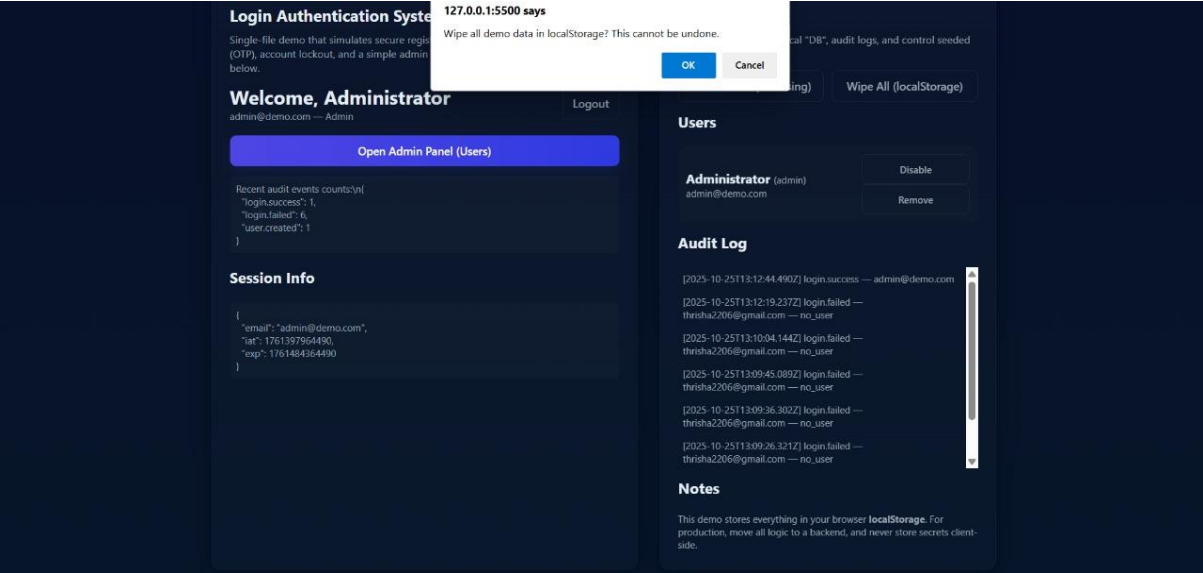 127.0.0.1:5500 says
Wipe all demo data in localStorage? This cannot be undone.
OK
Cancel
Login Authentication Syste
Single-file demo that simulates secure regis
(OTP), account lockout, and a simple admin
below.
Welcome, Administrator
admin@demo.com — Admin
Logout
Open Admin Panel (Users)
Recent audit events counts:\n{
"login.success": 1,
"login.failed": 6,
"user.created": 1
}
Session Info
{
"email": "admin@demo.com",
"iat": 1761397964490,
"exp": 1761484364490
}
cal "DB", audit logs, and control seeded
ing)
Wipe All (localStorage)
Users
Administrator (admin)
admin@demo.com
Disable
Remove
Audit Log
[2025-10-25T13:12:44.490Z] login.success — admin@demo.com
[2025-10-25T13:12:19.237Z] login.failed —
thrisha2206@gmail.com — no_user
[2025-10-25T13:10:04.144Z] login.failed —
thrisha2206@gmail.com — no_user
[2025-10-25T13:09:45.089Z] login.failed —
thrisha2206@gmail.com — no_user
[2025-10-25T13:09:36.302Z] login.failed —
thrisha2206@gmail.com — no_user
[2025-10-25T13:09:26.321Z] login.failed —
thrisha2206@gmail.com — no_user
Notes
This demo stores everything in your browser localStorage. For
production, move all logic to a backend, and never store secrets client-
side.